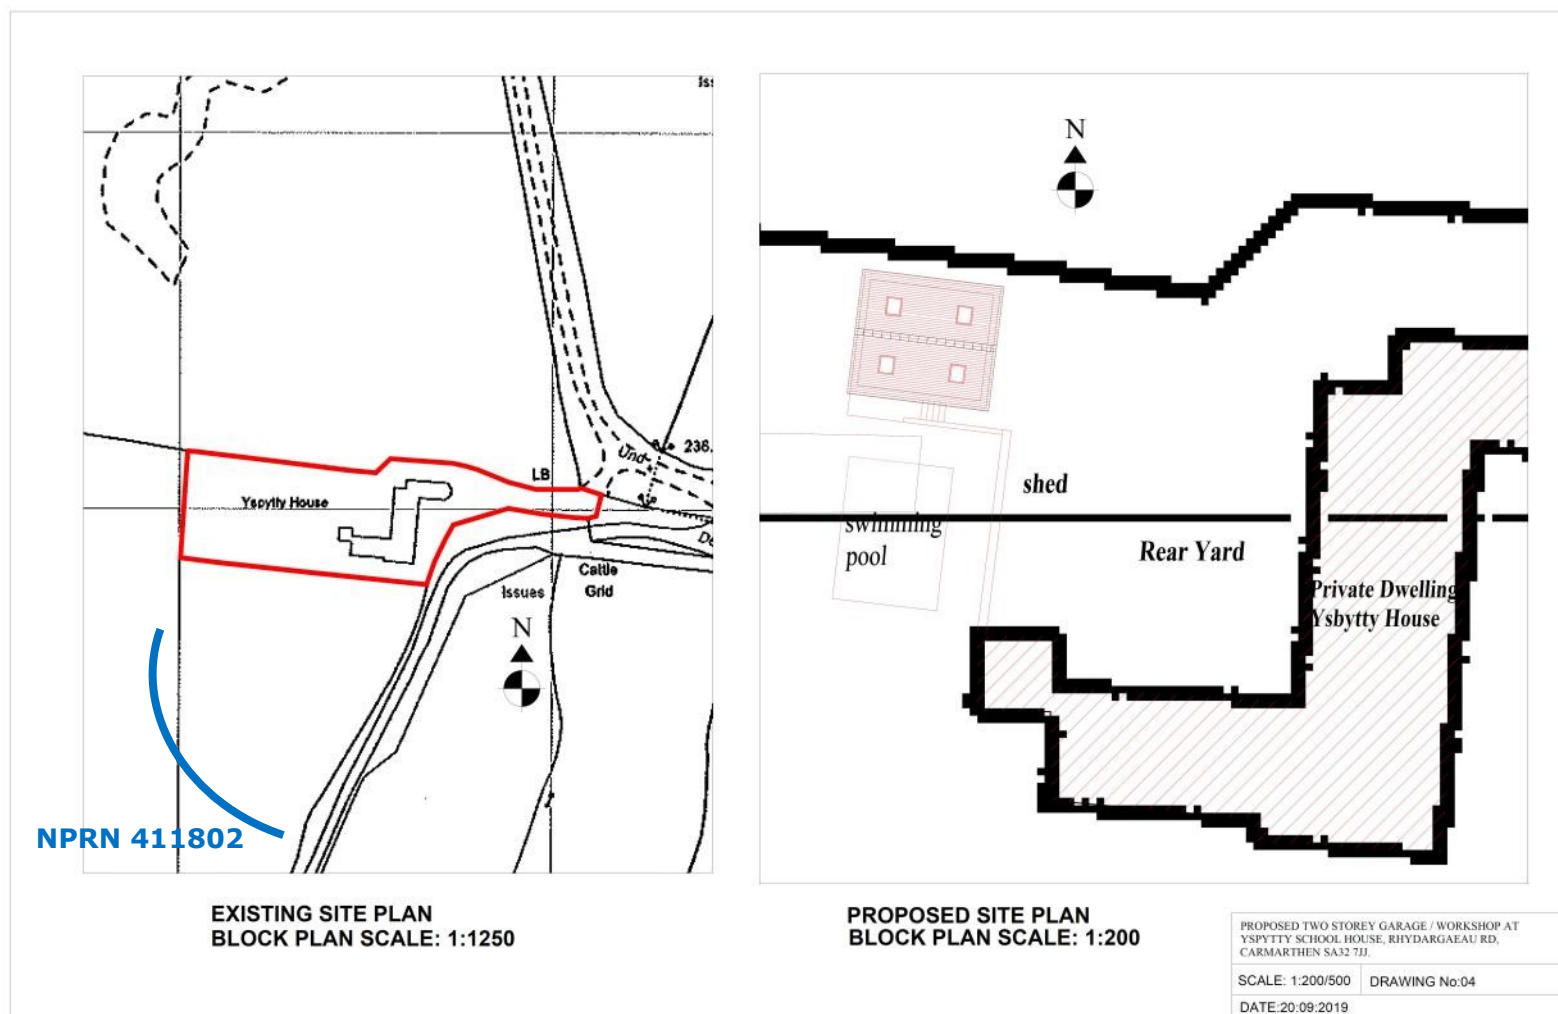 Iss
236.
Und
LB
Yspytty House
De
Cattle
Grid
Issues
N
NPRN 411802
EXISTING SITE PLAN
BLOCK PLAN SCALE: 1:1250
N
shed
swimming
pool
Rear Yard
Private Dwelling
Ysbytty House
PROPOSED SITE PLAN
BLOCK PLAN SCALE: 1:200
PROPOSED TWO STOREY GARAGE / WORKSHOP AT
YSPYTTY SCHOOL HOUSE, RHYDARGAEAU RD,
CARMARTHEN SA32 7JJ.
SCALE: 1:200/500 DRAWING No:04
DATE:20:09:2019